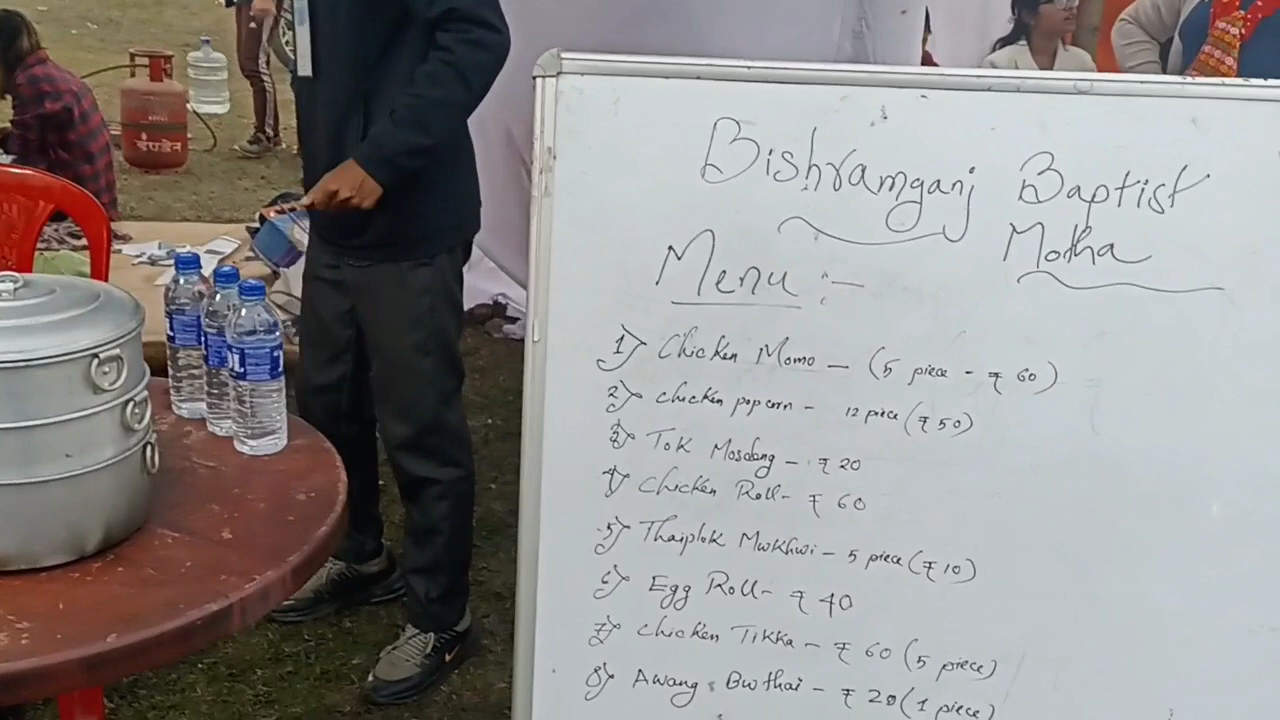 इण्डेन
Bishramganj Baptist
Motha
Menu :-
1) Chicken Momo - (5 piece - ₹ 60)
2) chicken popcorn - 12 piece (₹ 50)
3) Tok Mosdeng - ₹ 20
4) Chicken Roll - ₹ 60
5) Thaiplok Mwkhwi - 5 piece (₹ 10)
6) Egg Roll - ₹ 40
7) Chicken Tikka - ₹ 60 (5 piece)
8) Awang Bwthai - ₹ 20 (1 piece)